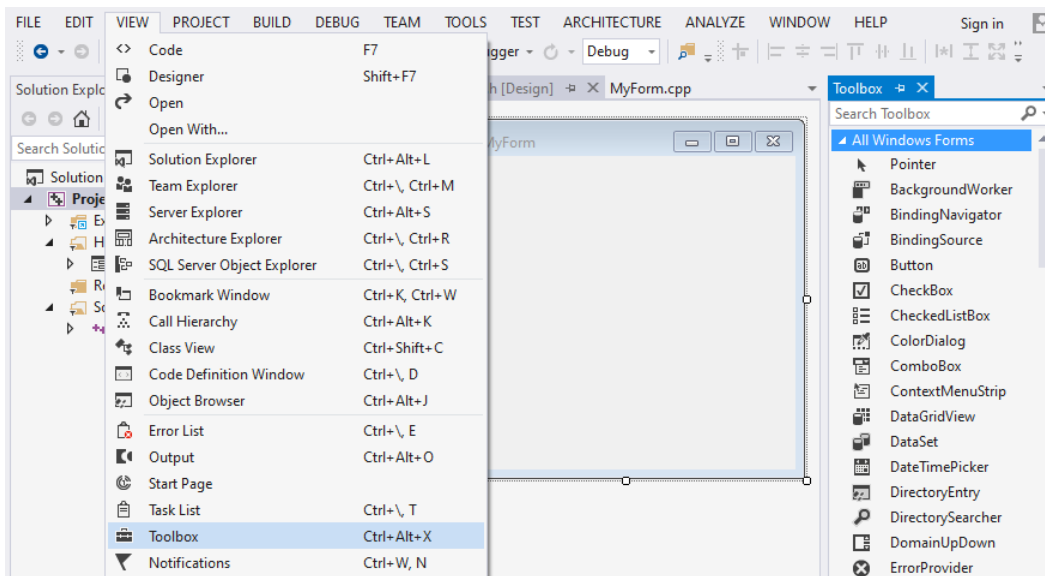 FILE EDIT VIEW PROJECT BUILD DEBUG TEAM TOOLS TEST ARCHITECTURE ANALYZE WINDOW HELP Sign in
Debug
Solution
[Design] MyForm.cpp
Search
Solution
Code F7
Designer Shift+F7
Open
Open With...
Solution Explorer Ctrl+Alt+L
Team Explorer Ctrl+\, Ctrl+M
Server Explorer Ctrl+Alt+S
Architecture Explorer Ctrl+\, Ctrl+R
SQL Server Object Explorer Ctrl+\, Ctrl+S
Bookmark Window Ctrl+K, Ctrl+W
Call Hierarchy Ctrl+Alt+K
Class View Ctrl+Shift+C
Code Definition Window Ctrl+\, D
Object Browser Ctrl+Alt+J
Error List Ctrl+\, E
Output Ctrl+Alt+O
Start Page
Task List Ctrl+\, T
Toolbox Ctrl+Alt+X
Notifications Ctrl+W, N
MyForm
Toolbox
Search Toolbox
All Windows Forms
Pointer
BackgroundWorker
BindingNavigator
BindingSource
Button
CheckBox
CheckedListBox
ColorDialog
ComboBox
ContextMenuStrip
DataGridView
DataSet
DateTimePicker
DirectoryEntry
DirectorySearcher
DomainUpDown
ErrorProvider